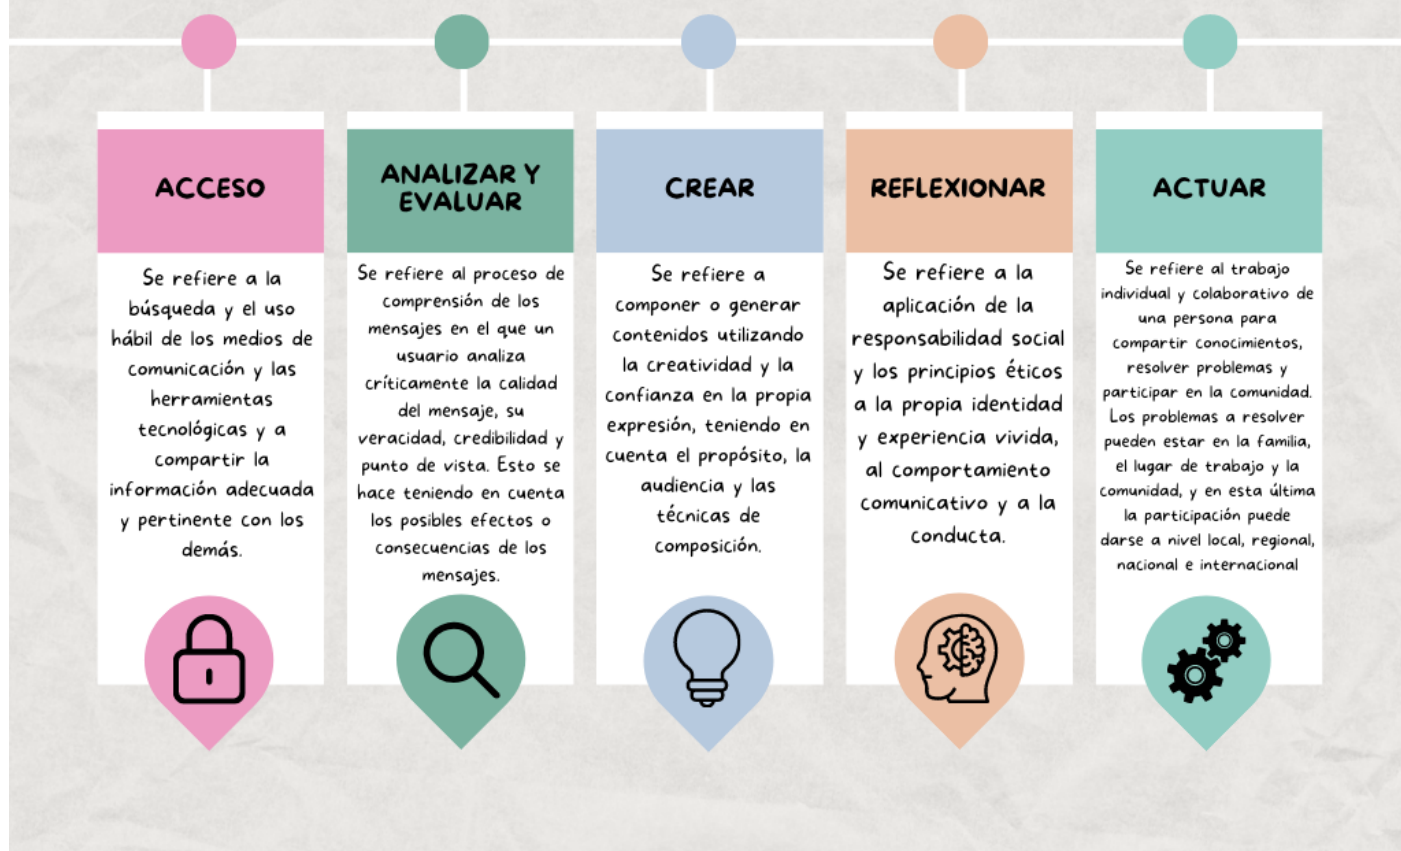 ACCESO
Se refiere a la
búsqueda y el uso
hábil de los medios de
comunicación y las
herramientas
tecnológicas y a
compartir la
información adecuada
y pertinente con los
demás.
ANALIZAR Y
EVALUAR
Se refiere al proceso de
comprensión de los
mensajes en el que un
usuario analiza
críticamente la calidad
del mensaje, su
veracidad, credibilidad y
punto de vista. Esto se
hace teniendo en cuenta
los posibles efectos o
consecuencias de los
mensajes.
CREAR
Se refiere a
componer o generar
contenidos utilizando
la creatividad y la
confianza en la propia
expresión, teniendo en
cuenta el propósito, la
audiencia y las
técnicas de
composición.
REFLEXIONAR
Se refiere a la
aplicación de la
responsabilidad social
y los principios éticos
a la propia identidad
y experiencia vivida,
al comportamiento
comunicativo y a la
conducta.
ACTUAR
Se refiere al trabajo
individual y colaborativo de
una persona para
compartir conocimientos,
resolver problemas y
participar en la comunidad.
Los problemas a resolver
pueden estar en la familia,
el lugar de trabajo y la
comunidad, y en esta última
la participación puede
darse a nivel local, regional,
nacional e internacional